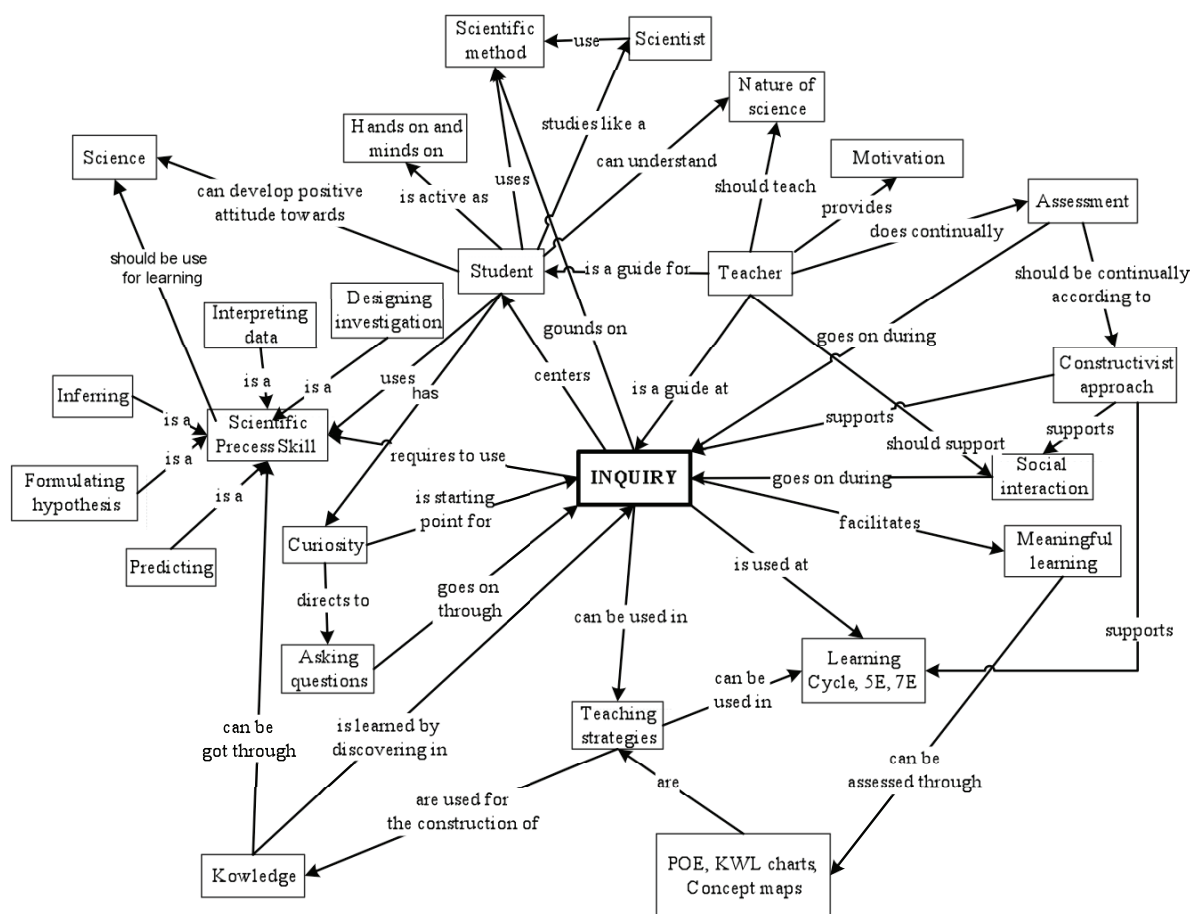 Scientific
method
use
Scientist
Nature of
science
Hands on and
minds on
studies like a
Science
can understand
Motivation
can develop positive
attitude towards
is active as
uses
should teach
provides
Assessment
does continually
should be use
for learning
Student
is a guide for
Teacher
should be continually
according to
Designing
investigation
Interpreting
data
gounds on
goes on during
Constructivist
approach
is a
is a
uses
has
centers
is a guide at
Inferring
is a
Scientific
Precess Skill
supports
supports
should support
is a
requires to use
INQUIRY
goes on during
Social
interaction
Formulating
hypothesis
is a
is starting
point for
facilitates
Curiosity
Meaningful
learning
Predicting
is used at
directs to
goes on
through
can be used in
supports
Asking
questions
Learning
Cycle, 5E, 7E
can be
used in
can be
got through
is learned by
discovering in
Teaching
strategies
can be
assessed through
are
are used for
the construction of
Kowledge
POE, KWL charts,
Concept maps